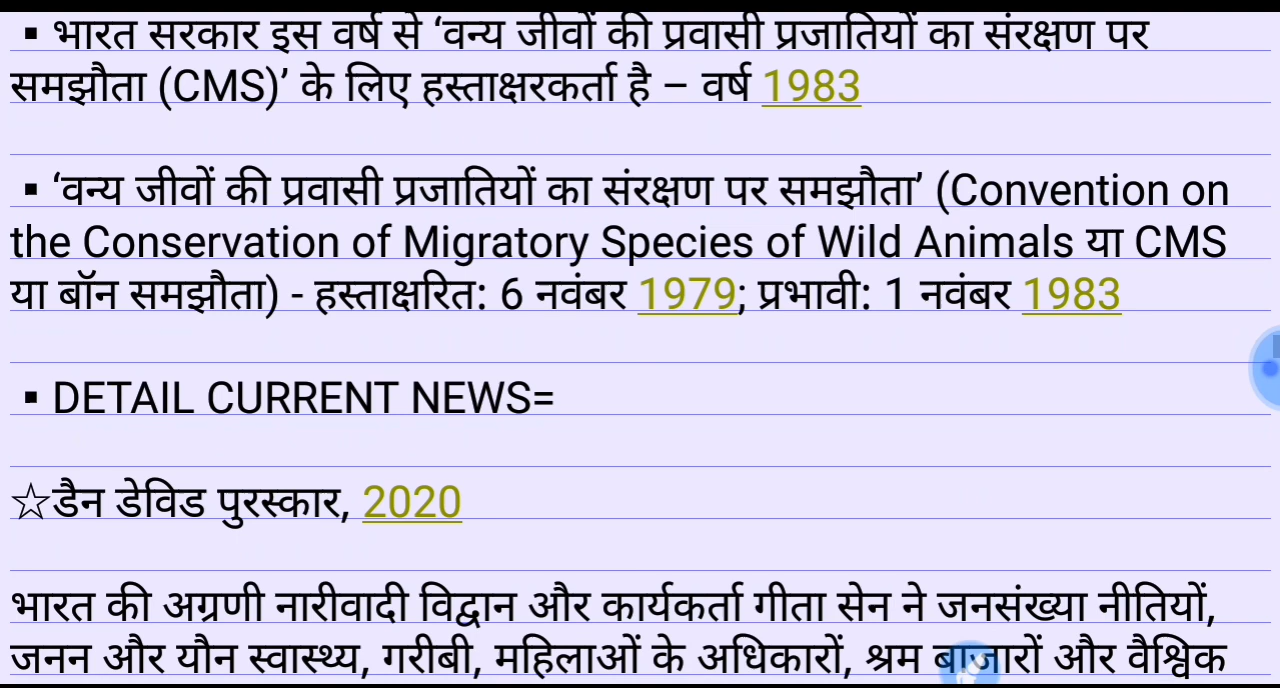 ▪ भारत सरकार इस वर्ष से ‘वन्य जीवों की प्रवासी प्रजातियों का संरक्षण पर
समझौता (CMS)’ के लिए हस्ताक्षरकर्ता है – वर्ष 1983
▪ ‘वन्य जीवों की प्रवासी प्रजातियों का संरक्षण पर समझौता’ (Convention on
the Conservation of Migratory Species of Wild Animals या CMS
या बॉन समझौता) - हस्ताक्षरित: 6 नवंबर 1979; प्रभावी: 1 नवंबर 1983
▪ DETAIL CURRENT NEWS=
☆डैन डेविड पुरस्कार, 2020
भारत की अग्रणी नारीवादी विद्वान और कार्यकर्ता गीता सेन ने जनसंख्या नीतियों,
जनन और यौन स्वास्थ्य, गरीबी, महिलाओं के अधिकारों, श्रम बाजारों और वैश्विक